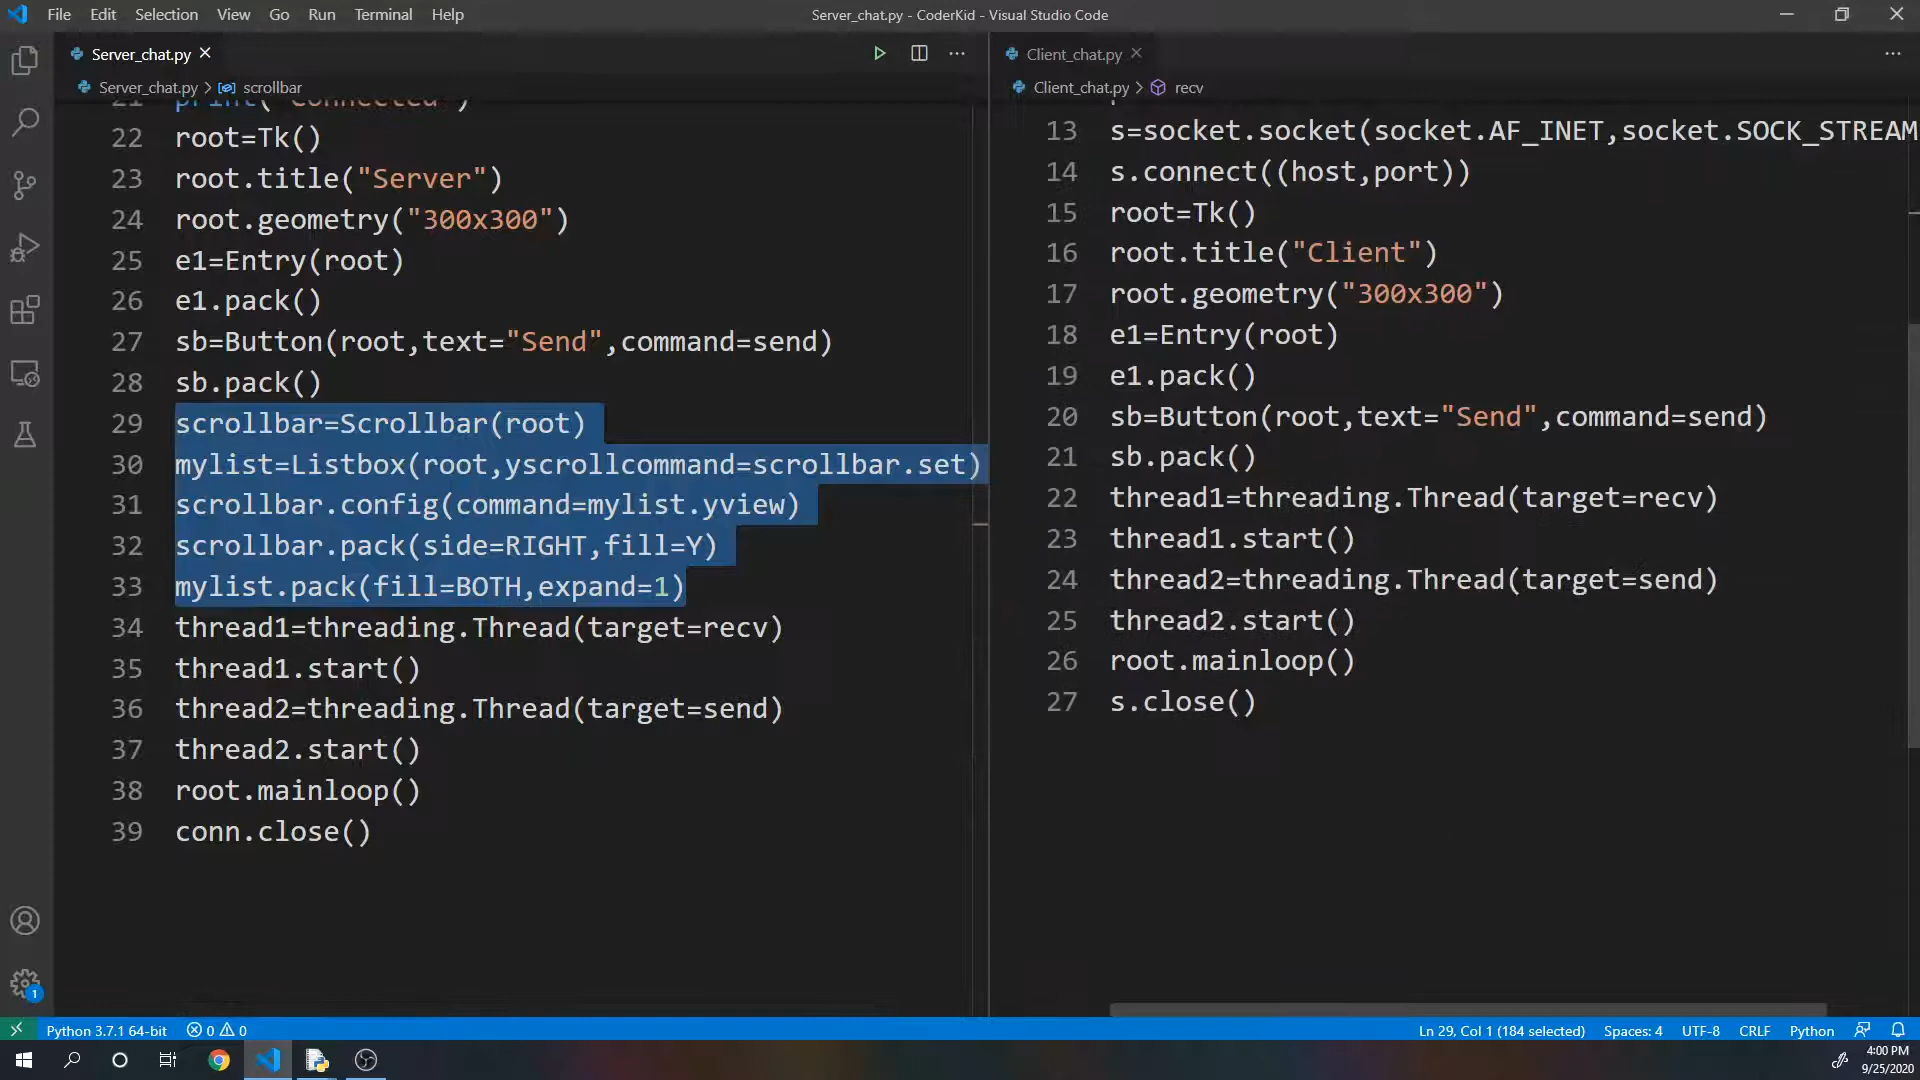 File Edit Selection View Go Run Terminal Help
Server_chat.py - CoderKid - Visual Studio Code
Server_chat.py
Server_chat.py > scrollbar
21 print("Connected")
22 root=Tk()
23 root.title("Server")
24 root.geometry("300x300")
25 e1=Entry(root)
26 e1.pack()
27 sb=Button(root,text="Send",command=send)
28 sb.pack()
29 scrollbar=Scrollbar(root)
30 mylist=Listbox(root,yscrollcommand=scrollbar.set)
31 scrollbar.config(command=mylist.yview)
32 scrollbar.pack(side=RIGHT,fill=Y)
33 mylist.pack(fill=BOTH,expand=1)
34 thread1=threading.Thread(target=recv)
35 thread1.start()
36 thread2=threading.Thread(target=send)
37 thread2.start()
38 root.mainloop()
39 conn.close()
Client_chat.py
Client_chat.py > recv
13 s=socket.socket(socket.AF_INET,socket.SOCK_STREAM
14 s.connect((host,port))
15 root=Tk()
16 root.title("Client")
17 root.geometry("300x300")
18 e1=Entry(root)
19 e1.pack()
20 sb=Button(root,text="Send",command=send)
21 sb.pack()
22 thread1=threading.Thread(target=recv)
23 thread1.start()
24 thread2=threading.Thread(target=send)
25 thread2.start()
26 root.mainloop()
27 s.close()
1
Python 3.7.1 64-bit 0 0
Ln 29, Col 1 (184 selected) Spaces: 4 UTF-8 CRLF Python
4:00 PM
9/25/2020